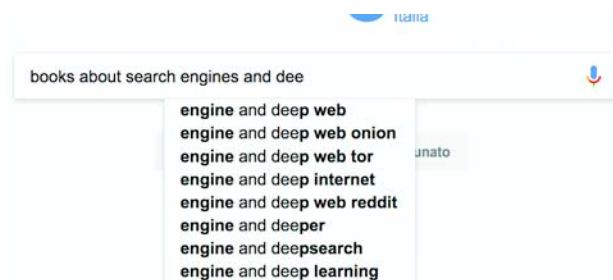 Italia
books about search engines and dee
engine and deep web
engine and deep web onion
engine and deep web tor
unato
engine and deep internet
engine and deep web reddit
engine and deeper
engine and deepsearch
engine and deep learning